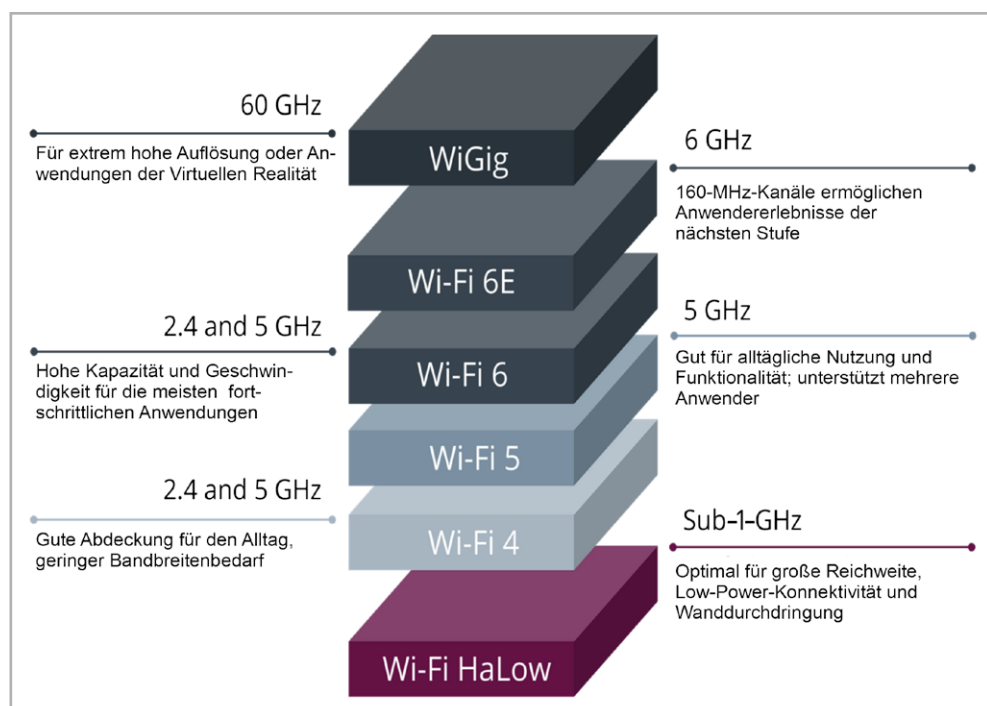 60 GHz
Für extrem hohe Auflösung oder An-
wendungen der Virtuellen Realität
WiGig
6 GHz
160-MHz-Kanäle ermöglichen
Anwendererlebnisse der
nächsten Stufe
Wi-Fi 6E
2.4 and 5 GHz
Hohe Kapazität und Geschwin-
digkeit für die meisten fort-
schrittlichen Anwendungen
Wi-Fi 6
5 GHz
Gut für alltägliche Nutzung und
Funktionalität; unterstützt mehrere
Anwender
Wi-Fi 5
2.4 and 5 GHz
Gute Abdeckung für den Alltag,
geringer Bandbreitenbedarf
Wi-Fi 4
Sub-1-GHz
Optimal für große Reichweite,
Low-Power-Konnektivität und
Wanddurchdringung
Wi-Fi HaLow